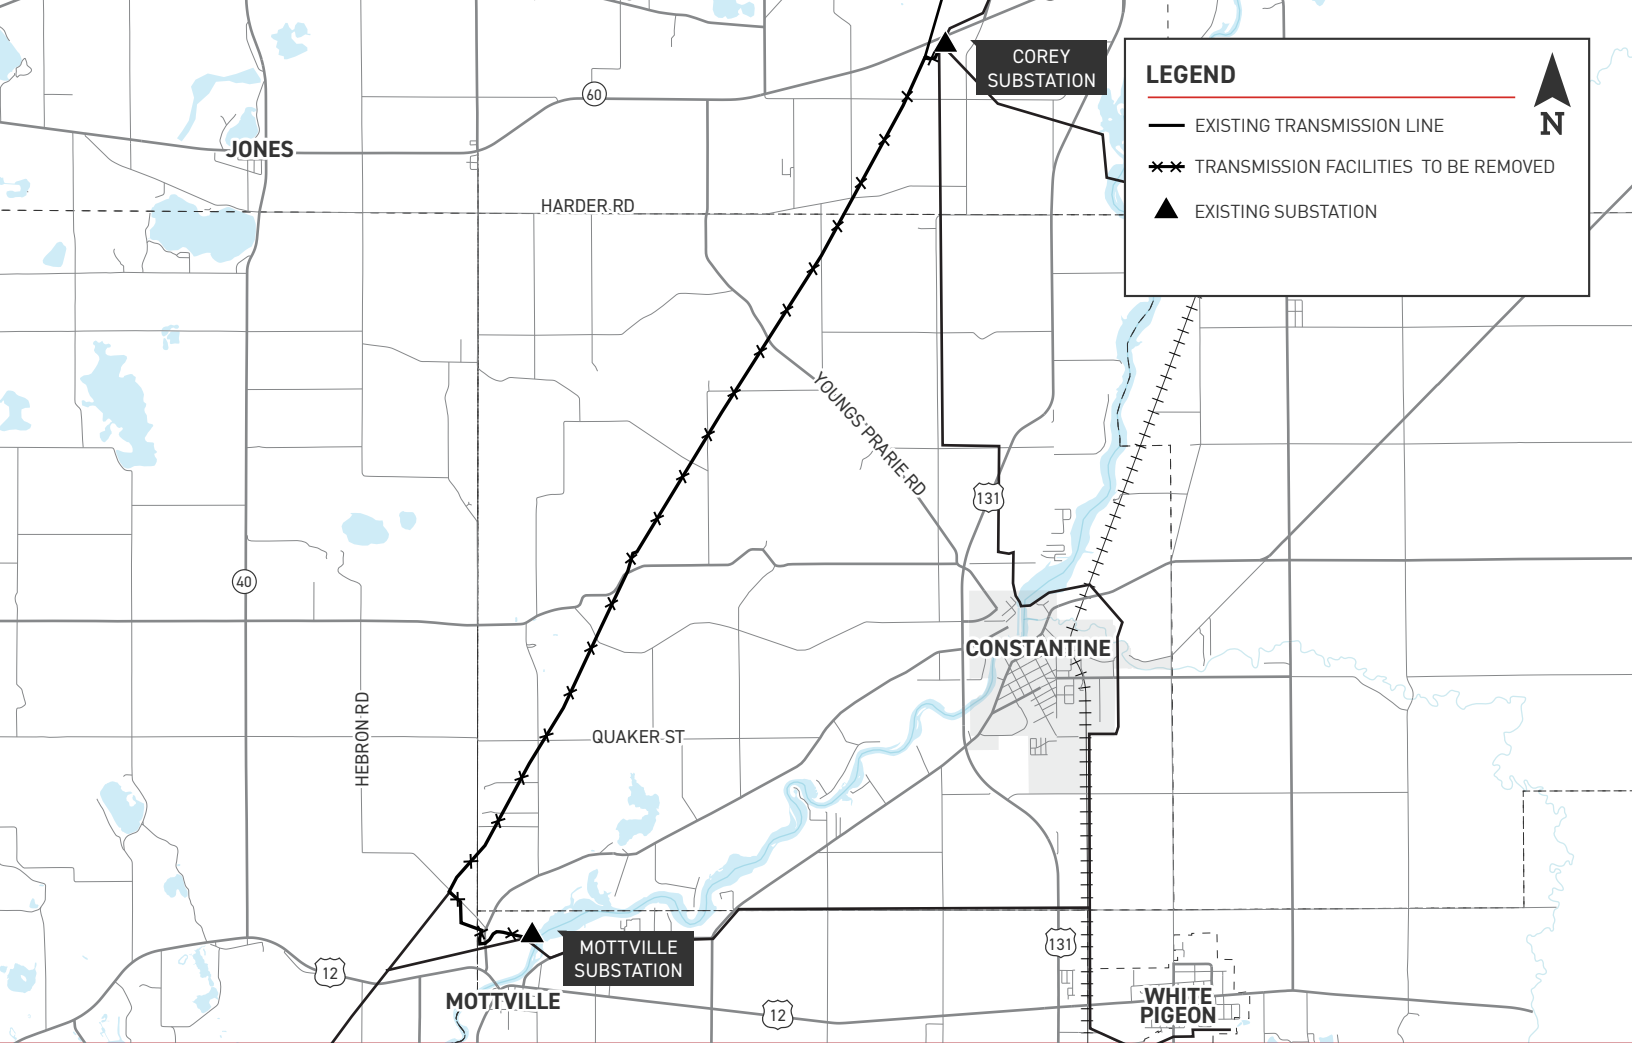 COREY
SUBSTATION
LEGEND
N
EXISTING TRANSMISSION LINE
TRANSMISSION FACILITIES TO BE REMOVED
EXISTING SUBSTATION
60
JONES
HARDER RD
YOUNGS PRARIE RD
131
40
CONSTANTINE
HEBRON RD
QUAKER ST
MOTTVILLE
SUBSTATION
131
12
MOTTVILLE
12
WHITE
PIGEON